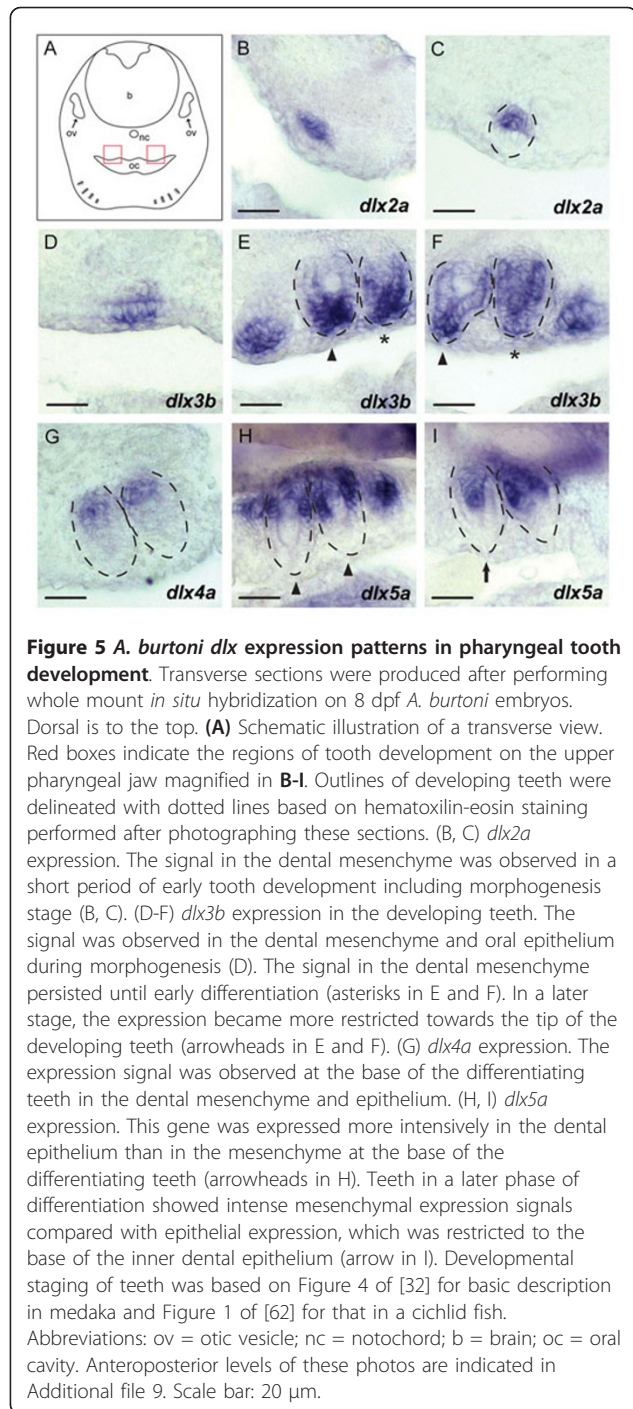 A
b
ov
ov
nc
oc
B
dlx2a
C
dlx2a
D
dlx3b
E
dlx3b
*
F
dlx3b
*
G
dlx4a
H
dlx5a
I
dlx5a
Figure 5 A. burtoni dlx expression patterns in pharyngeal tooth
development. Transverse sections were produced after performing
whole mount in situ hybridization on 8 dpf A. burtoni embryos.
Dorsal is to the top. (A) Schematic illustration of a transverse view.
Red boxes indicate the regions of tooth development on the upper
pharyngeal jaw magnified in B-I. Outlines of developing teeth were
delineated with dotted lines based on hematoxilin-eosin staining
performed after photographing these sections. (B, C) dlx2a
expression. The signal in the dental mesenchyme was observed in a
short period of early tooth development including morphogenesis
stage (B, C). (D-F) dlx3b expression in the developing teeth. The
signal was observed in the dental mesenchyme and oral epithelium
during morphogenesis (D). The signal in the dental mesenchyme
persisted until early differentiation (asterisks in E and F). In a later
stage, the expression became more restricted towards the tip of the
developing teeth (arrowheads in E and F). (G) dlx4a expression. The
expression signal was observed at the base of the differentiating
teeth in the dental mesenchyme and epithelium. (H, I) dlx5a
expression. This gene was expressed more intensively in the dental
epithelium than in the mesenchyme at the base of the
differentiating teeth (arrowheads in H). Teeth in a later phase of
differentiation showed intense mesenchymal expression signals
compared with epithelial expression, which was restricted to the
base of the inner dental epithelium (arrow in I). Developmental
staging of teeth was based on Figure 4 of [32] for basic description
in medaka and Figure 1 of [62] for that in a cichlid fish.
Abbreviations: ov = otic vesicle; nc = notochord; b = brain; oc = oral
cavity. Anteroposterior levels of these photos are indicated in
Additional file 9. Scale bar: 20 μm.